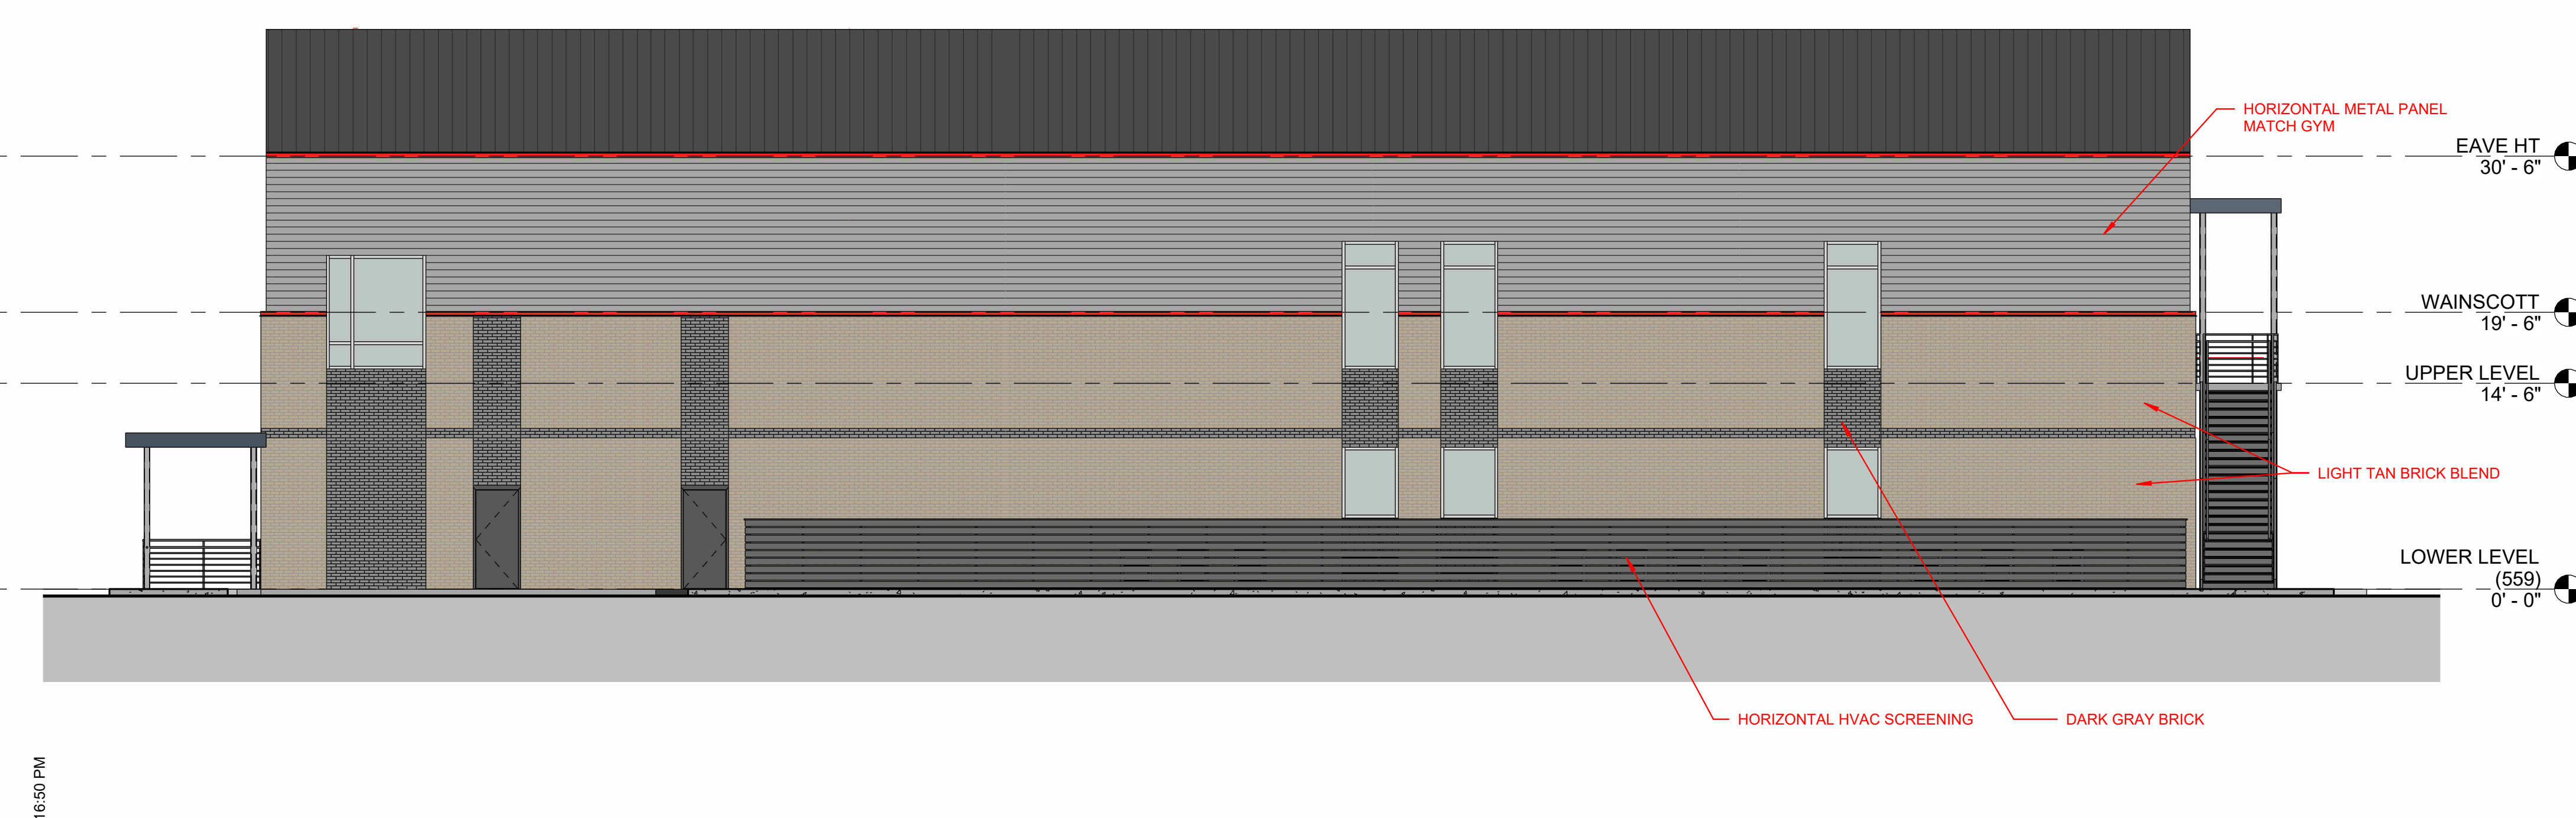 HORIZONTAL METAL PANEL
MATCH GYM
EAVE HT
30' - 6"
WAINSCOTT
19' - 6"
UPPER LEVEL
14' - 6"
LIGHT TAN BRICK BLEND
LOWER LEVEL
(559)
0' - 0"
HORIZONTAL HVAC SCREENING
DARK GRAY BRICK
16:50 PM